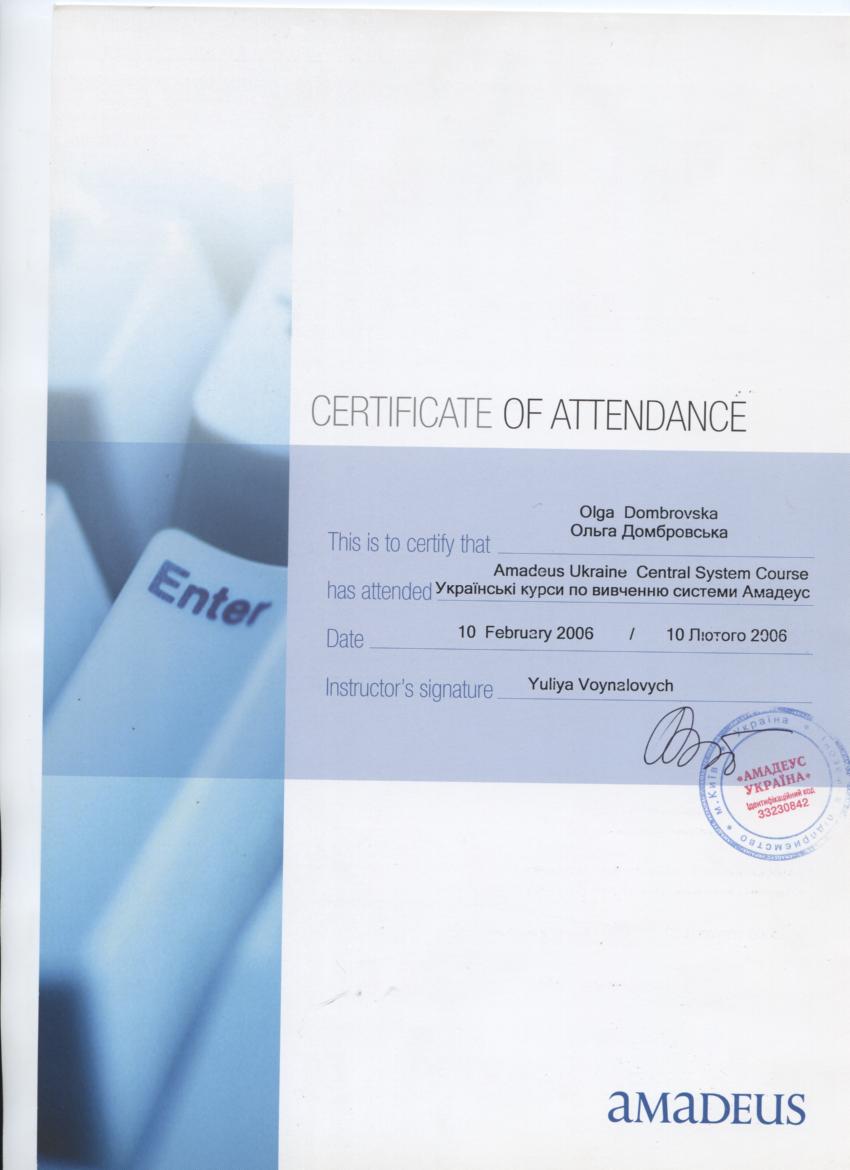 CERTIFICATE OF ATTENDANCE
Olga Dombrovska
Ольга Домбровська
This is to certify that
Amadeus Ukraine Central System Course
has attended Українські курси по вивченню системи Амадеус
Date 10 February 2006 / 10 Лютого 2006
Instructor's signature Yuliya Voynalovych
Україна
м.Київ
підприємство
«АМАДЕУС
УКРАЇНА»
Ідентифікаційний код
33230842
Enter
amaDEUS